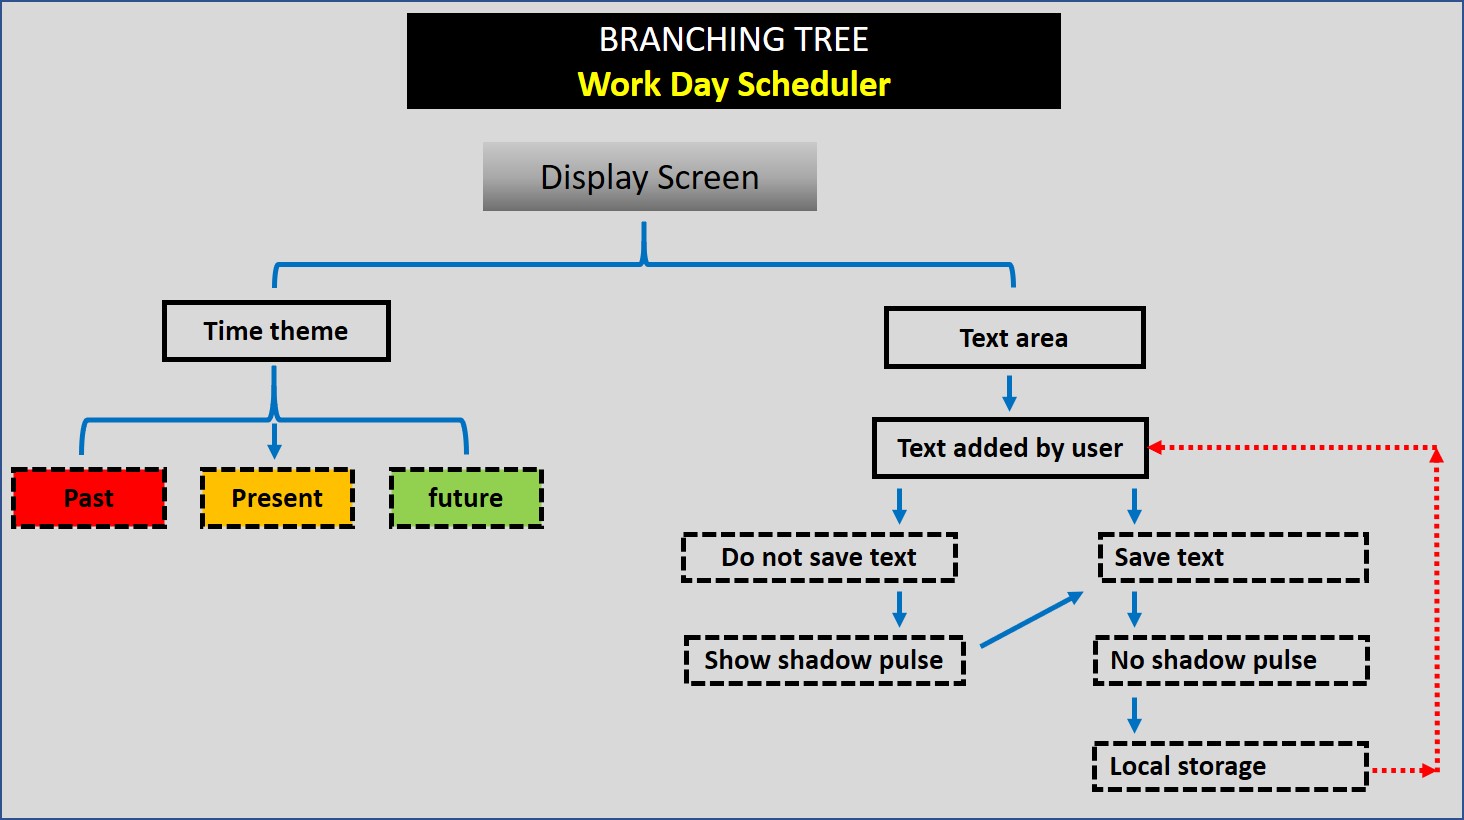 BRANCHING TREE
Work Day Scheduler
Display Screen
Time theme
Text area
Text added by user
Past
Present
future
Do not save text
Save text
Show shadow pulse
No shadow pulse
Local storage